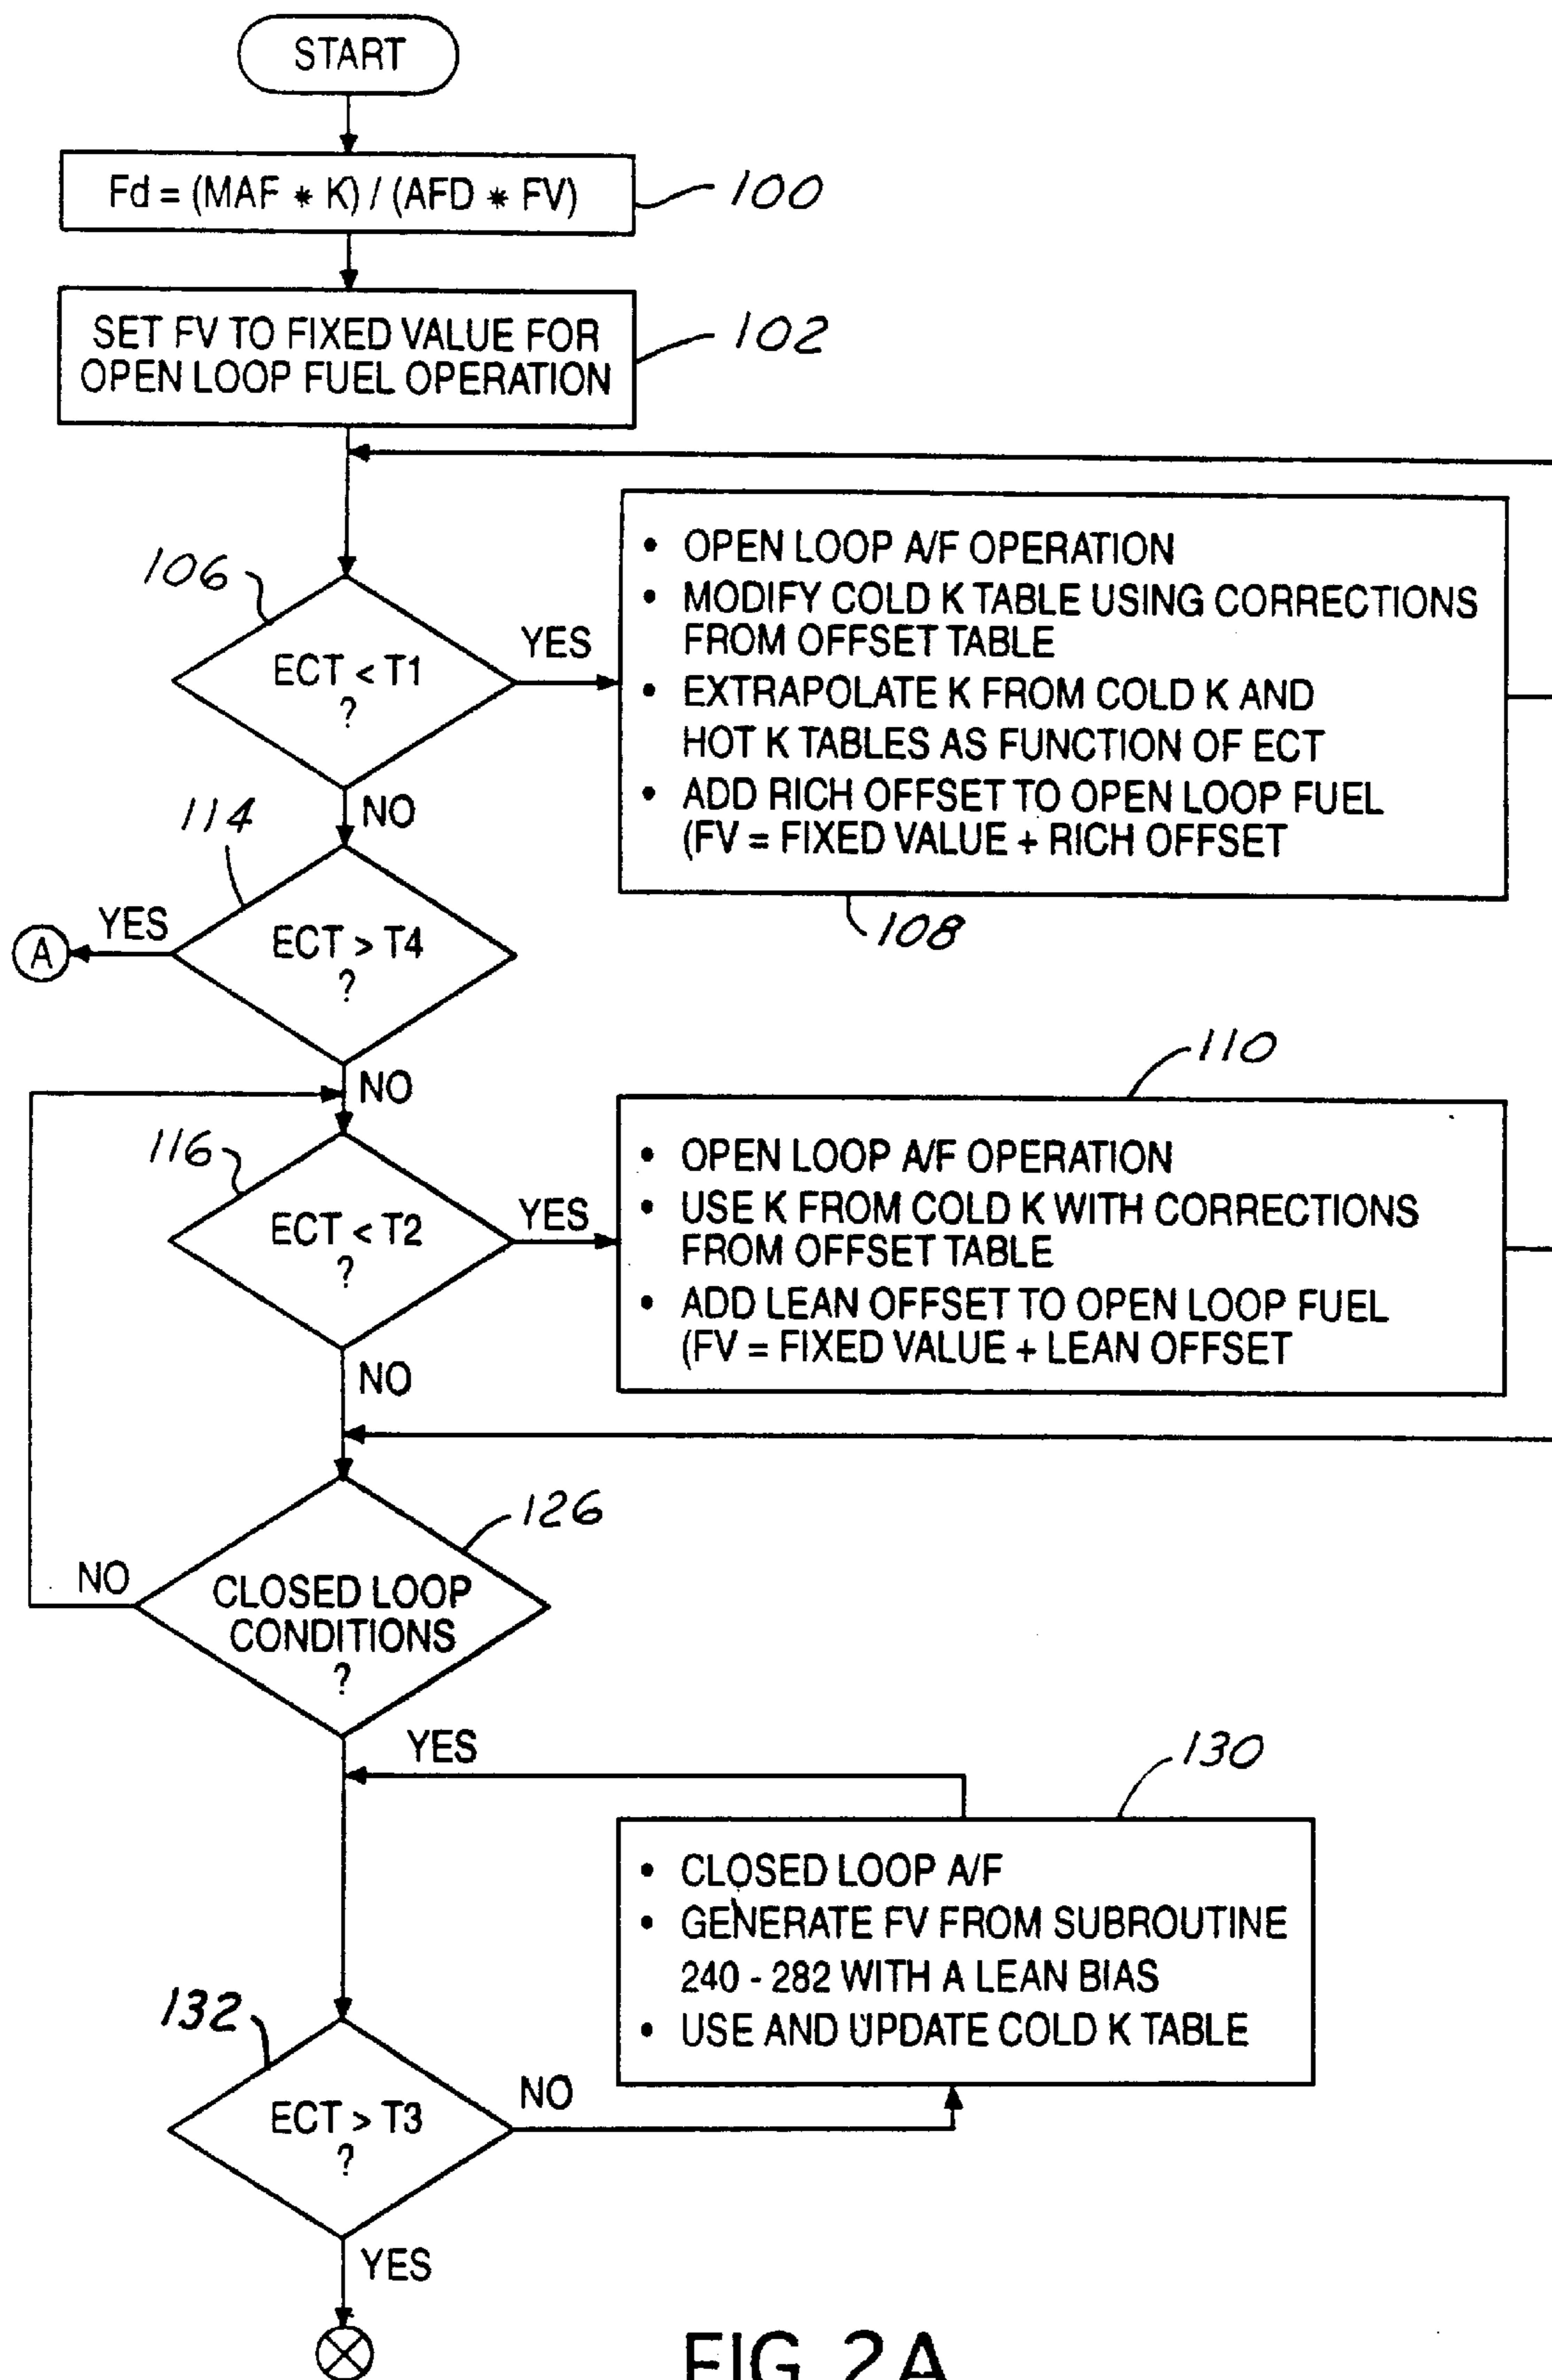 START
Fd = (MAF * K) / (AFD * FV)
100
SET FV TO FIXED VALUE FOR
OPEN LOOP FUEL OPERATION
102
106
ECT < T1
?
YES
• OPEN LOOP A/F OPERATION
• MODIFY COLD K TABLE USING CORRECTIONS
FROM OFFSET TABLE
• EXTRAPOLATE K FROM COLD K AND
HOT K TABLES AS FUNCTION OF ECT
• ADD RICH OFFSET TO OPEN LOOP FUEL
(FV = FIXED VALUE + RICH OFFSET
108
NO
114
ECT > T4
?
YES
A
NO
116
ECT < T2
?
YES
110
• OPEN LOOP A/F OPERATION
• USE K FROM COLD K WITH CORRECTIONS
FROM OFFSET TABLE
• ADD LEAN OFFSET TO OPEN LOOP FUEL
(FV = FIXED VALUE + LEAN OFFSET
NO
126
CLOSED LOOP
CONDITIONS
?
NO
YES
130
• CLOSED LOOP A/F
• GENERATE FV FROM SUBROUTINE
240 - 282 WITH A LEAN BIAS
• USE AND UPDATE COLD K TABLE
132
ECT > T3
?
NO
YES
FIG. 2A